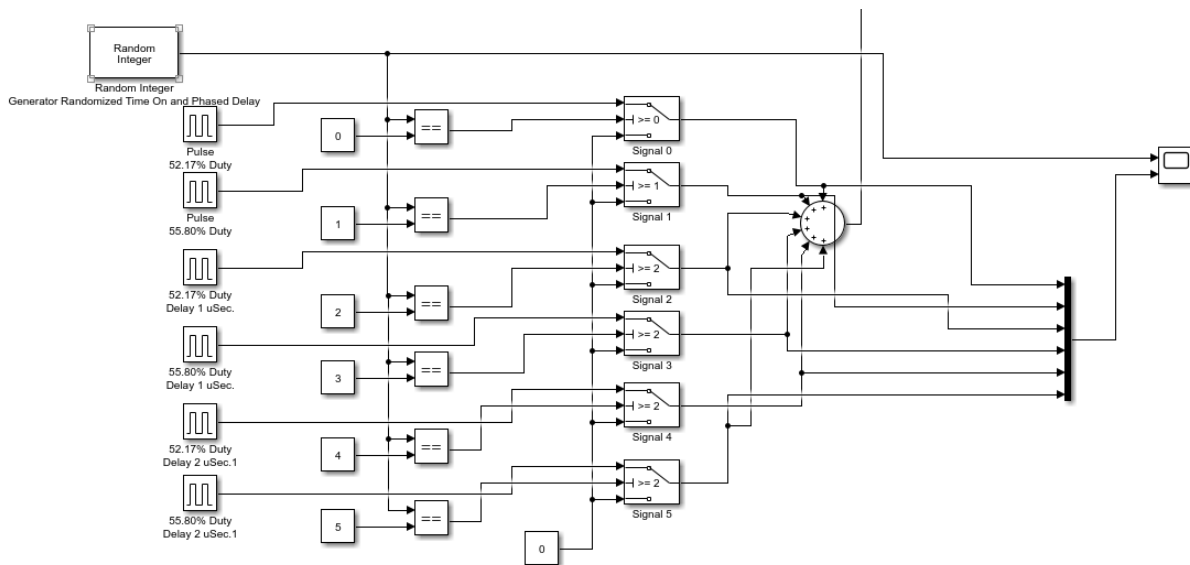 Random
Integer
Random Integer
Generator Randomized Time On and Phased Delay
Pulse
52.17% Duty
0
==
>= 0
Signal 0
Pulse
55.80% Duty
1
==
>= 1
Signal 1
52.17% Duty
Delay 1 uSec.
2
==
>= 2
Signal 2
55.80% Duty
Delay 1 uSec.
3
==
>= 2
Signal 3
52.17% Duty
Delay 2 uSec.1
4
==
>= 2
Signal 4
55.80% Duty
Delay 2 uSec.1
5
==
>= 2
Signal 5
0
+
+
+
+
+
+